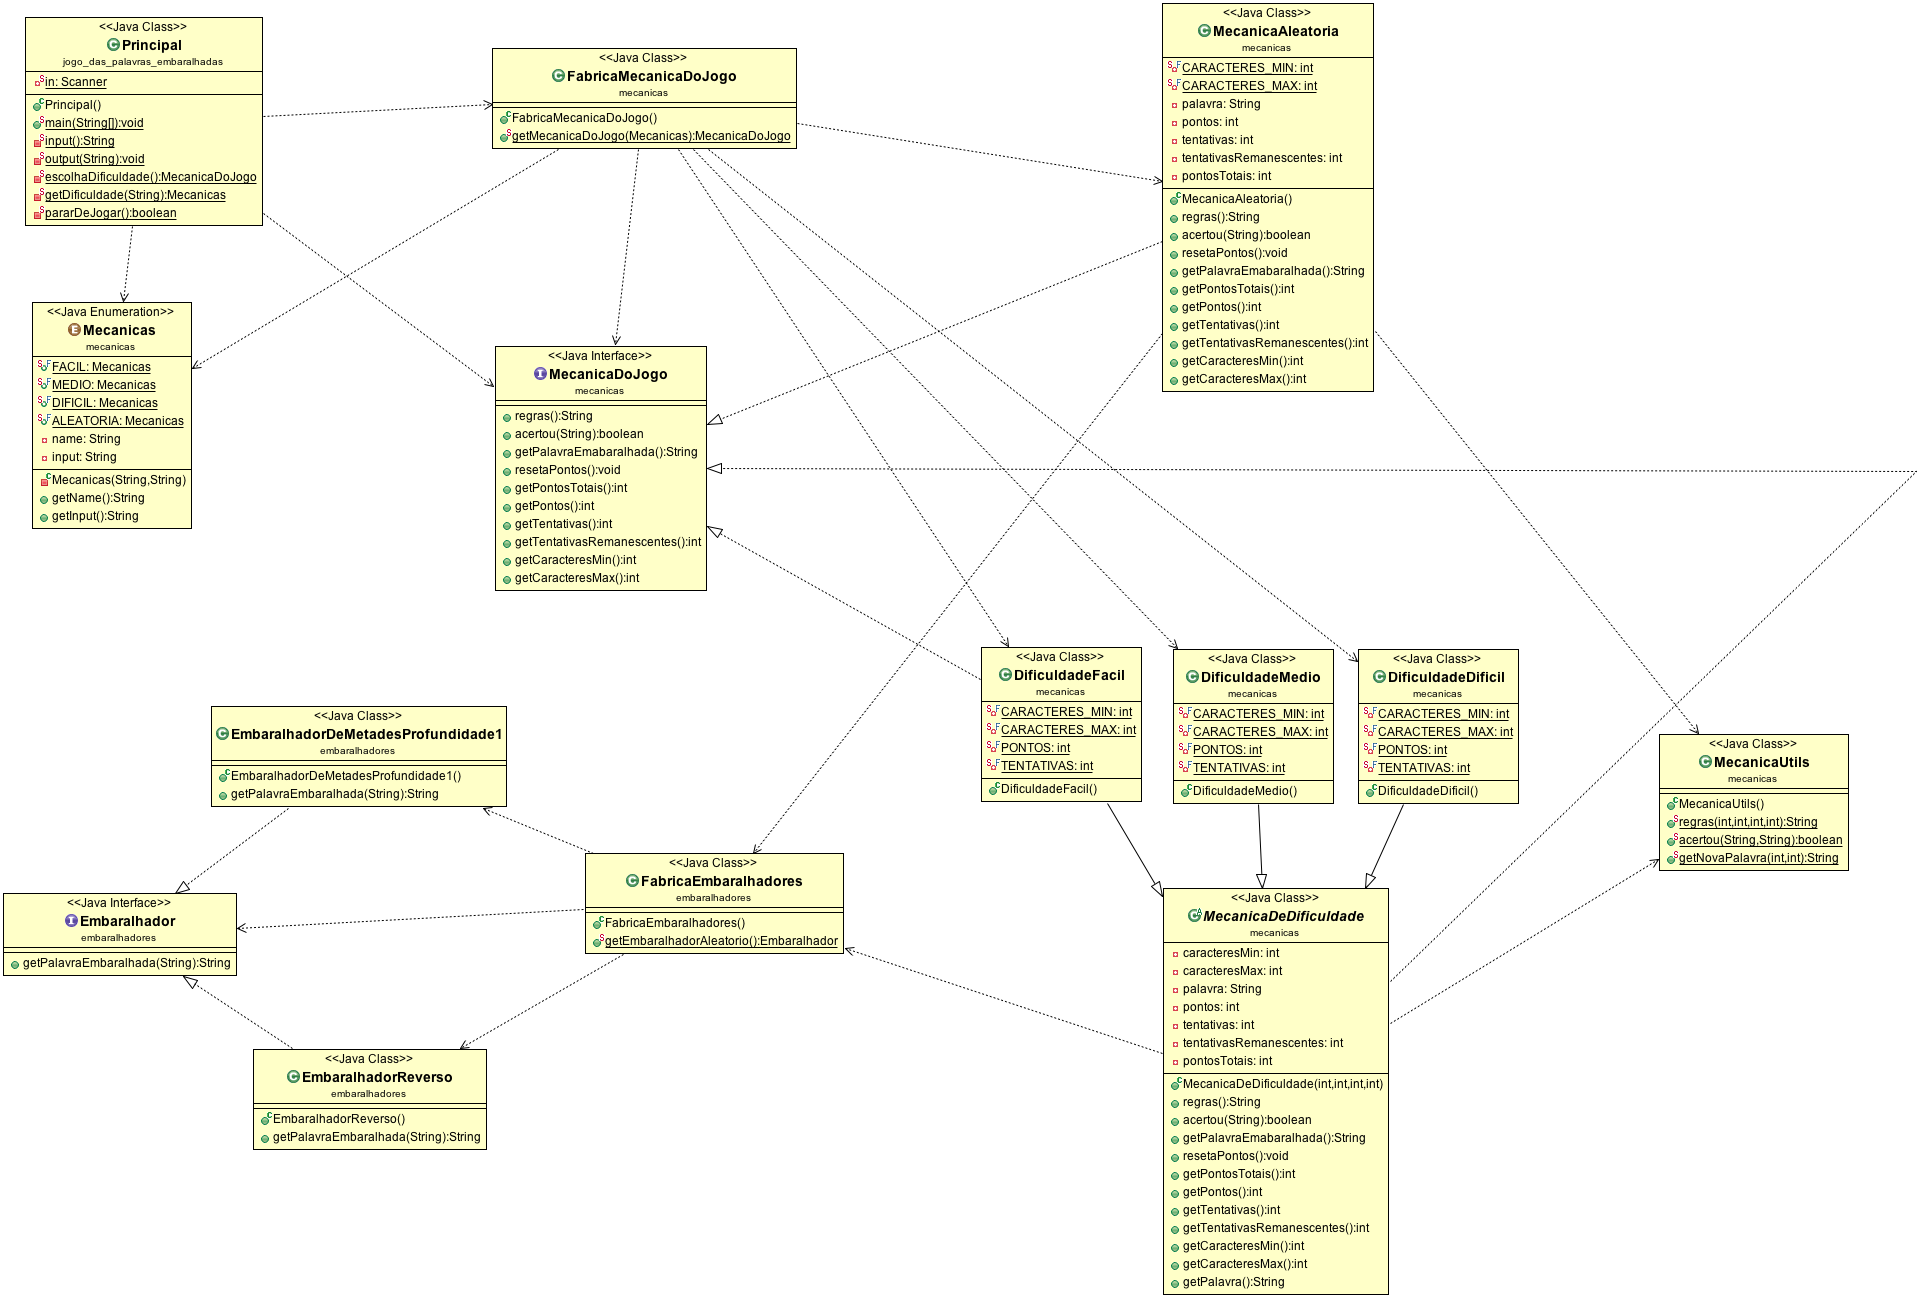 <<Java Class>>
Principal
jogo_das_palavras_embaralhadas
in: Scanner
Principal()
main(String[]):void
input():String
output(String):void
escolhaDificuldade():MecanicaDoJogo
getDificuldade(String):Mecanicas
pararDeJogar():boolean
<<Java Class>>
FabricaMecanicaDoJogo
mecanicas
FabricaMecanicaDoJogo()
getMecanicaDoJogo(Mecanicas):MecanicaDoJogo
<<Java Class>>
MecanicaAleatoria
mecanicas
CARACTERES_MIN: int
CARACTERES_MAX: int
palavra: String
pontos: int
tentativas: int
tentativasRemanescentes: int
pontosTotais: int
MecanicaAleatoria()
regras():String
acertou(String):boolean
resetaPontos():void
getPalavraEmabaralhada():String
getPontosTotais():int
getPontos():int
getTentativas():int
getTentativasRemanescentes():int
getCaracteresMin():int
getCaracteresMax():int
<<Java Enumeration>>
Mecanicas
mecanicas
FACIL: Mecanicas
MEDIO: Mecanicas
DIFICIL: Mecanicas
ALEATORIA: Mecanicas
name: String
input: String
Mecanicas(String,String)
getName():String
getInput():String
<<Java Interface>>
MecanicaDoJogo
mecanicas
regras():String
acertou(String):boolean
getPalavraEmabaralhada():String
resetaPontos():void
getPontosTotais():int
getPontos():int
getTentativas():int
getTentativasRemanescentes():int
getCaracteresMin():int
getCaracteresMax():int
<<Java Class>>
DificuldadeFacil
mecanicas
CARACTERES_MIN: int
CARACTERES_MAX: int
PONTOS: int
TENTATIVAS: int
DificuldadeFacil()
<<Java Class>>
DificuldadeMedio
mecanicas
CARACTERES_MIN: int
CARACTERES_MAX: int
PONTOS: int
TENTATIVAS: int
DificuldadeMedio()
<<Java Class>>
DificuldadeDificil
mecanicas
CARACTERES_MIN: int
CARACTERES_MAX: int
PONTOS: int
TENTATIVAS: int
DificuldadeDificil()
<<Java Class>>
MecanicaUtils
mecanicas
MecanicaUtils()
regras(int,int,int,int):String
acertou(String,String):boolean
getNovaPalavra(int,int):String
<<Java Class>>
EmbaralhadorDeMetadesProfundidade1
embaralhadores
EmbaralhadorDeMetadesProfundidade1()
getPalavraEmbaralhada(String):String
<<Java Class>>
FabricaEmbaralhadores
embaralhadores
FabricaEmbaralhadores()
getEmbaralhadorAleatorio():Embaralhador
<<Java Interface>>
Embaralhador
embaralhadores
getPalavraEmbaralhada(String):String
<<Java Class>>
EmbaralhadorReverso
embaralhadores
EmbaralhadorReverso()
getPalavraEmbaralhada(String):String
<<Java Class>>
MecanicaDeDificuldade
mecanicas
caracteresMin: int
caracteresMax: int
palavra: String
pontos: int
tentativas: int
tentativasRemanescentes: int
pontosTotais: int
MecanicaDeDificuldade(int,int,int,int)
regras():String
acertou(String):boolean
getPalavraEmabaralhada():String
resetaPontos():void
getPontosTotais():int
getPontos():int
getTentativas():int
getTentativasRemanescentes():int
getCaracteresMin():int
getCaracteresMax():int
getPalavra():String